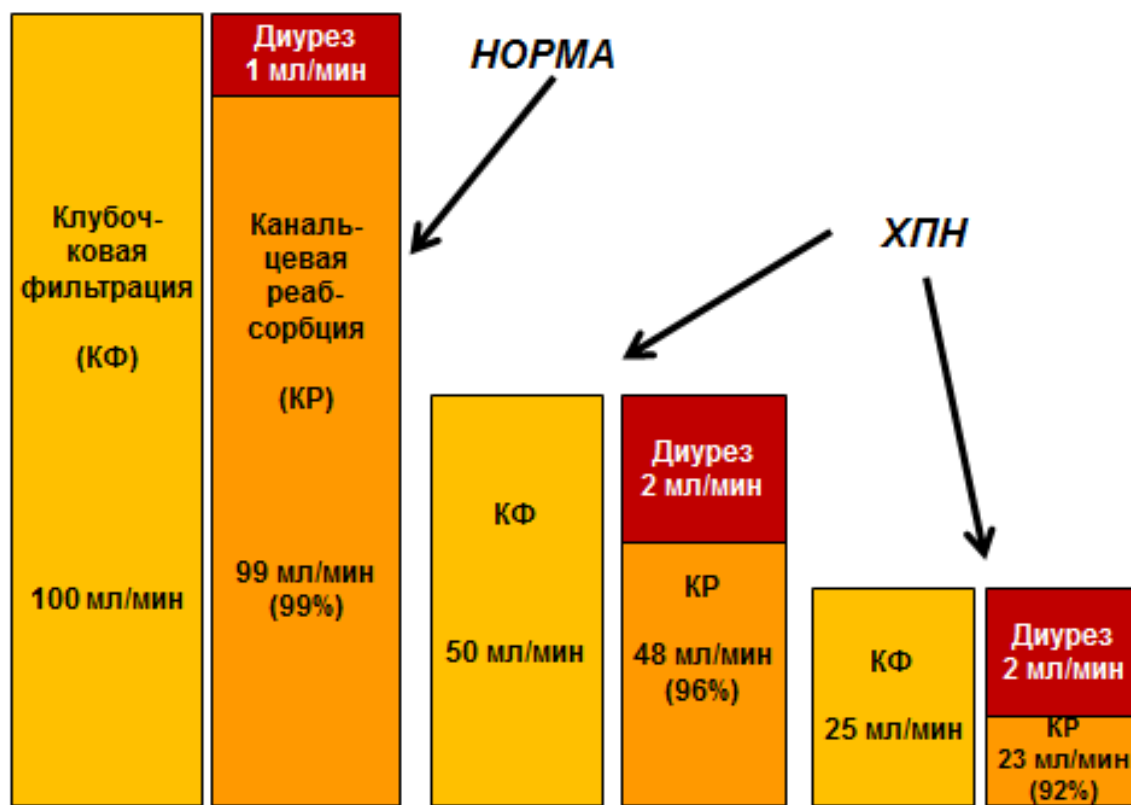 Клубоч-
ковая
фильтрация
(КФ)
100 мл/мин
Диурез
1 мл/мин
Каналь-
цевая
реаб-
сорбция
(КР)
99 мл/мин
(99%)
НОРМА
ХПН
КФ
50 мл/мин
Диурез
2 мл/мин
КР
48 мл/мин
(96%)
КФ
25 мл/мин
Диурез
2 мл/мин
КР
23 мл/мин
(92%)